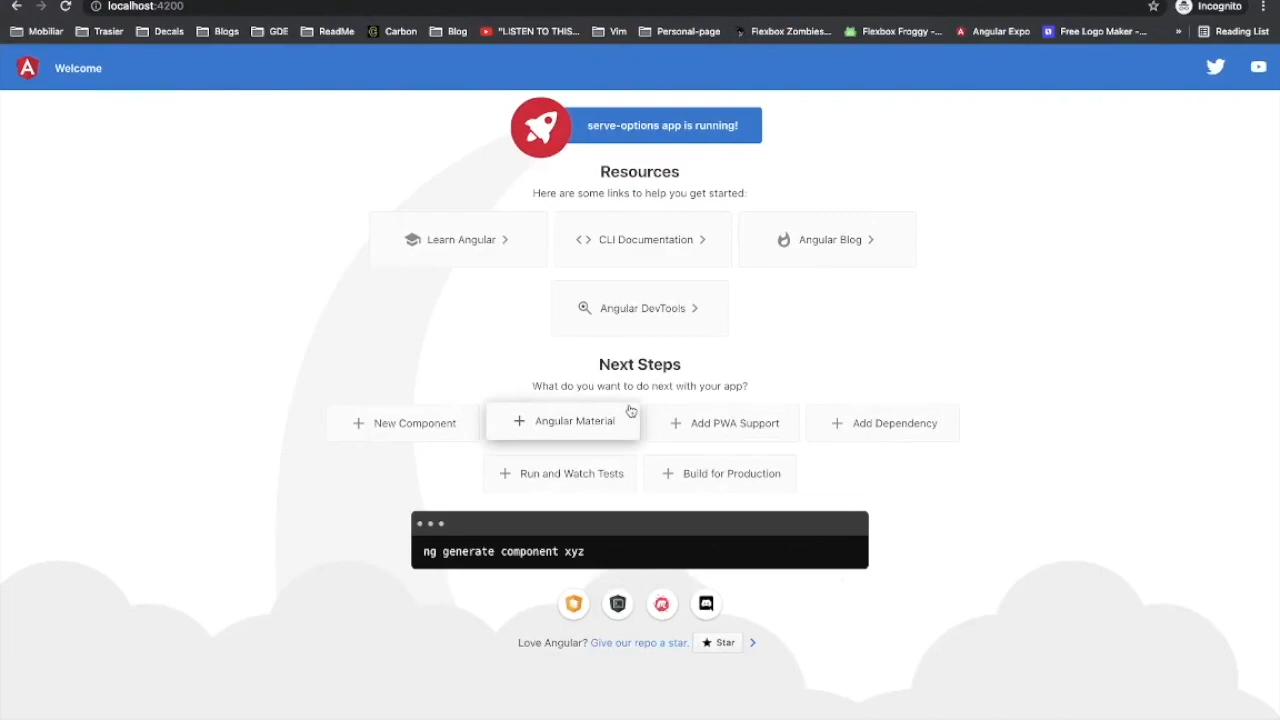 localhost:4200
Incognito
Mobiliar Trasier Decals Blogs GDE ReadMe Carbon Blog "LISTEN TO THIS... Vim Personal-page Flexbox Zombies... Flexbox Froggy -... Angular Expo Free Logo Maker -... » Reading List
A Welcome
serve-options app is running!
Resources
Here are some links to help you get started:
Learn Angular
CLI Documentation
Angular Blog
Angular DevTools
Next Steps
What do you want to do next with your app?
New Component
Angular Material
Add PWA Support
Add Dependency
Run and Watch Tests
Build for Production
ng generate component xyz
Love Angular? Give our repo a star. Star